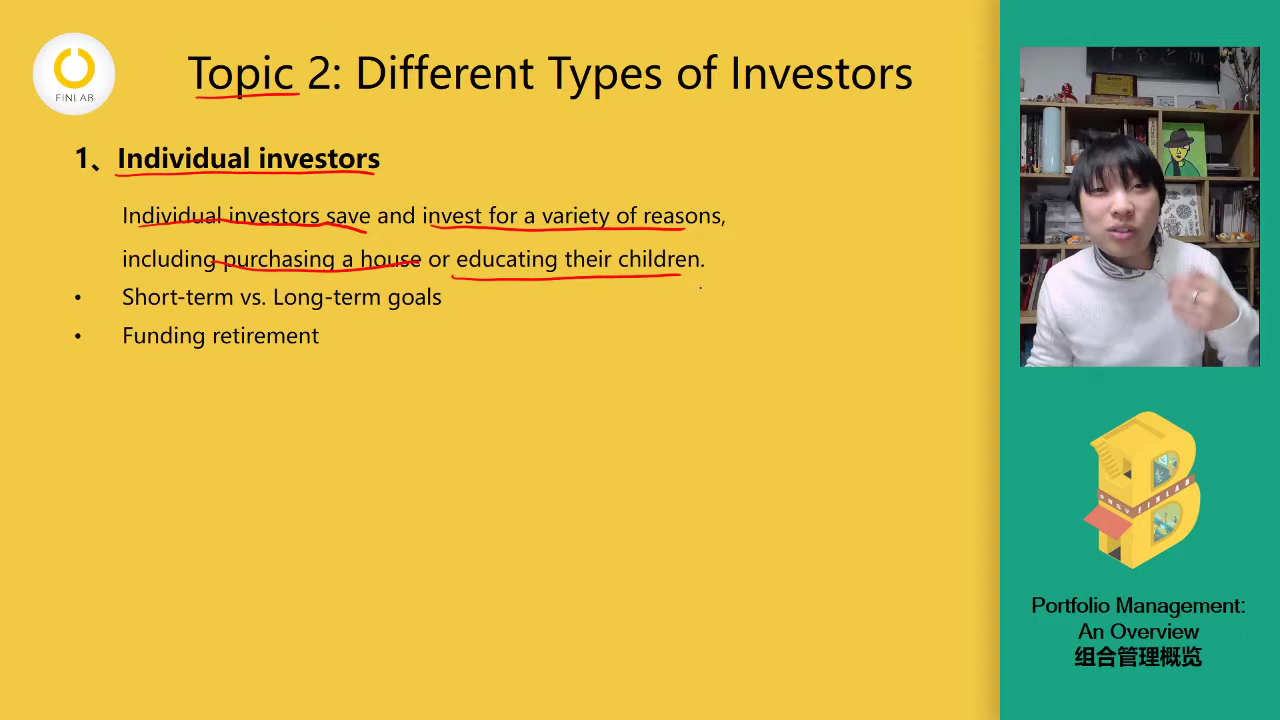 FINLAB
Topic 2: Different Types of Investors
1、Individual investors
Individual investors save and invest for a variety of reasons,
including purchasing a house or educating their children.
• Short-term vs. Long-term goals
• Funding retirement
FINLAB
Portfolio Management:
An Overview
组合管理概览